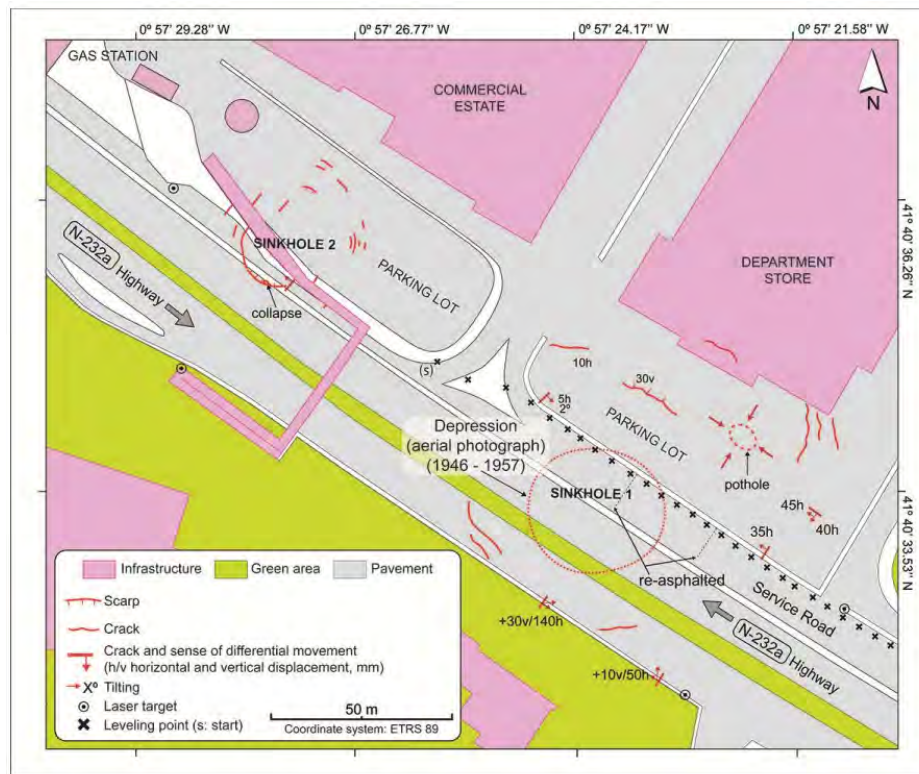 0º 57' 29.28'' W
0º 57' 26.77'' W
0º 57' 24.17'' W
0º 57' 21.58'' W
GAS STATION
COMMERCIAL
ESTATE
N
41º 40' 36.26'' N
SINKHOLE 2
PARKING LOT
DEPARTMENT
STORE
N-232a Highway
collapse
(s)
10h
30v
5h
2º
PARKING LOT
Depression
(aerial photograph)
(1946 - 1957)
SINKHOLE 1
pothole
45h
40h
35h
41º 40' 33.53'' N
re-asphalted
Service Road
+30v/140h
N-232a Highway
+10v/50h
Infrastructure
Green area
Pavement
Scarp
Crack
Crack and sense of differential movement
(h/v horizontal and vertical displacement, mm)
Xº Tilting
Laser target
Leveling point (s: start)
50 m
Coordinate system: ETRS 89